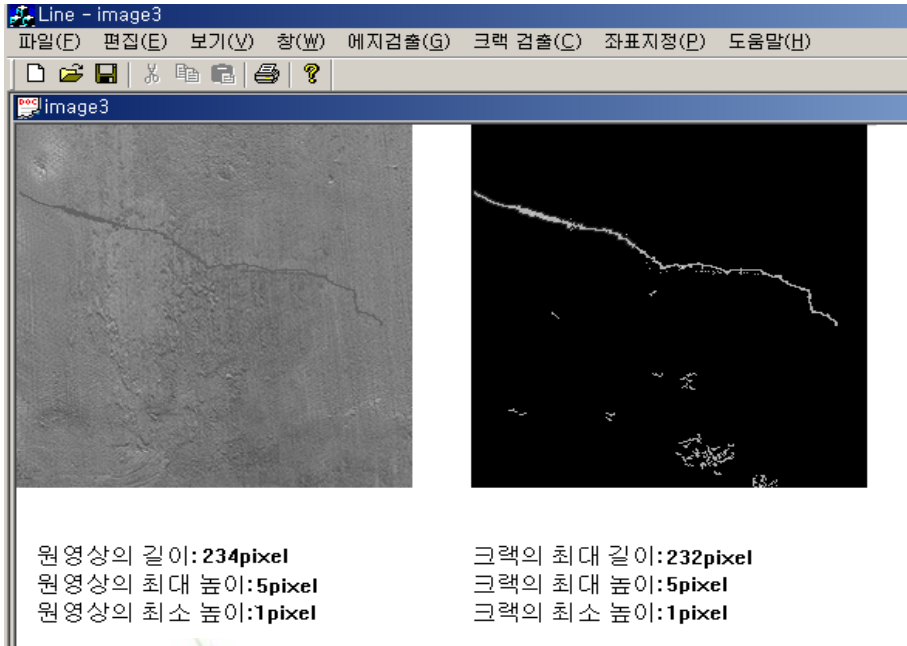 Line - image3
파일(F) 편집(E) 보기(V) 창(W) 에지검출(G) 크랙 검출(C) 좌표지정(P) 도움말(H)
DOC image3
원영상의 길이:234pixel
원영상의 최대 높이:5pixel
원영상의 최소 높이:1pixel
크랙의 최대 길이:232pixel
크랙의 최대 높이:5pixel
크랙의 최소 높이:1pixel